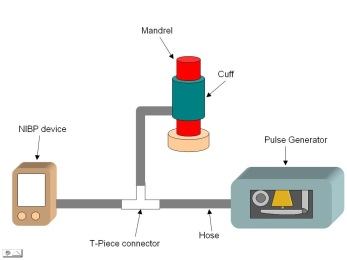 Mandrel
Cuff
NIBP device
Pulse Generator
T-Piece connector
Hose